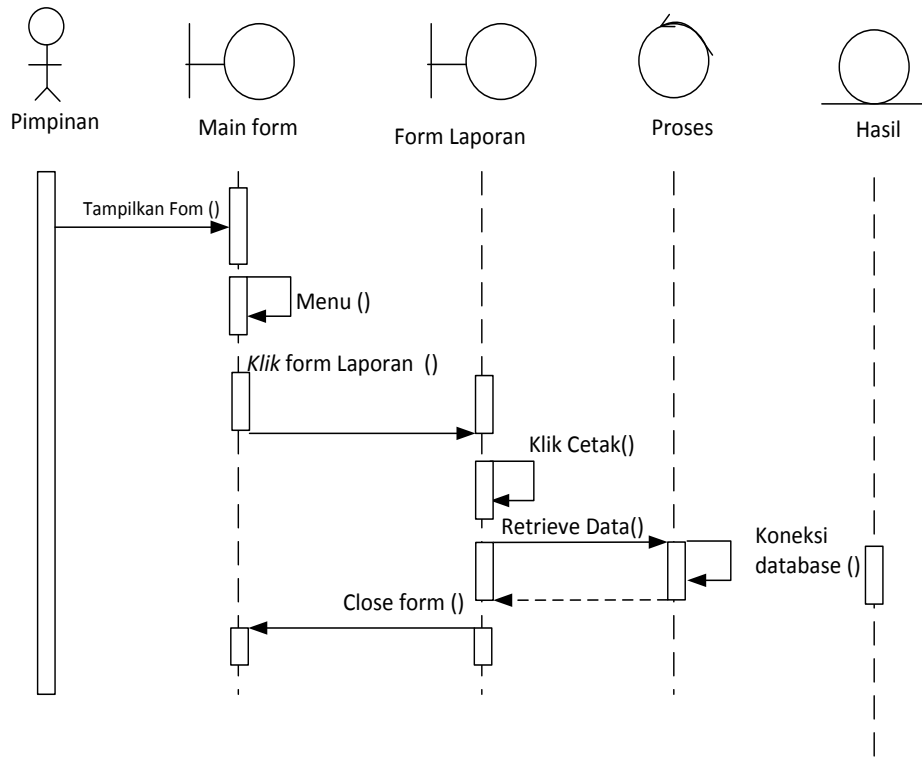 Pimpinan
Main form
Form Laporan
Proses
Hasil
Tampilkan Fom ()
Menu ()
Klik form Laporan ()
Klik Cetak()
Retrieve Data()
Koneksi
database ()
Close form ()